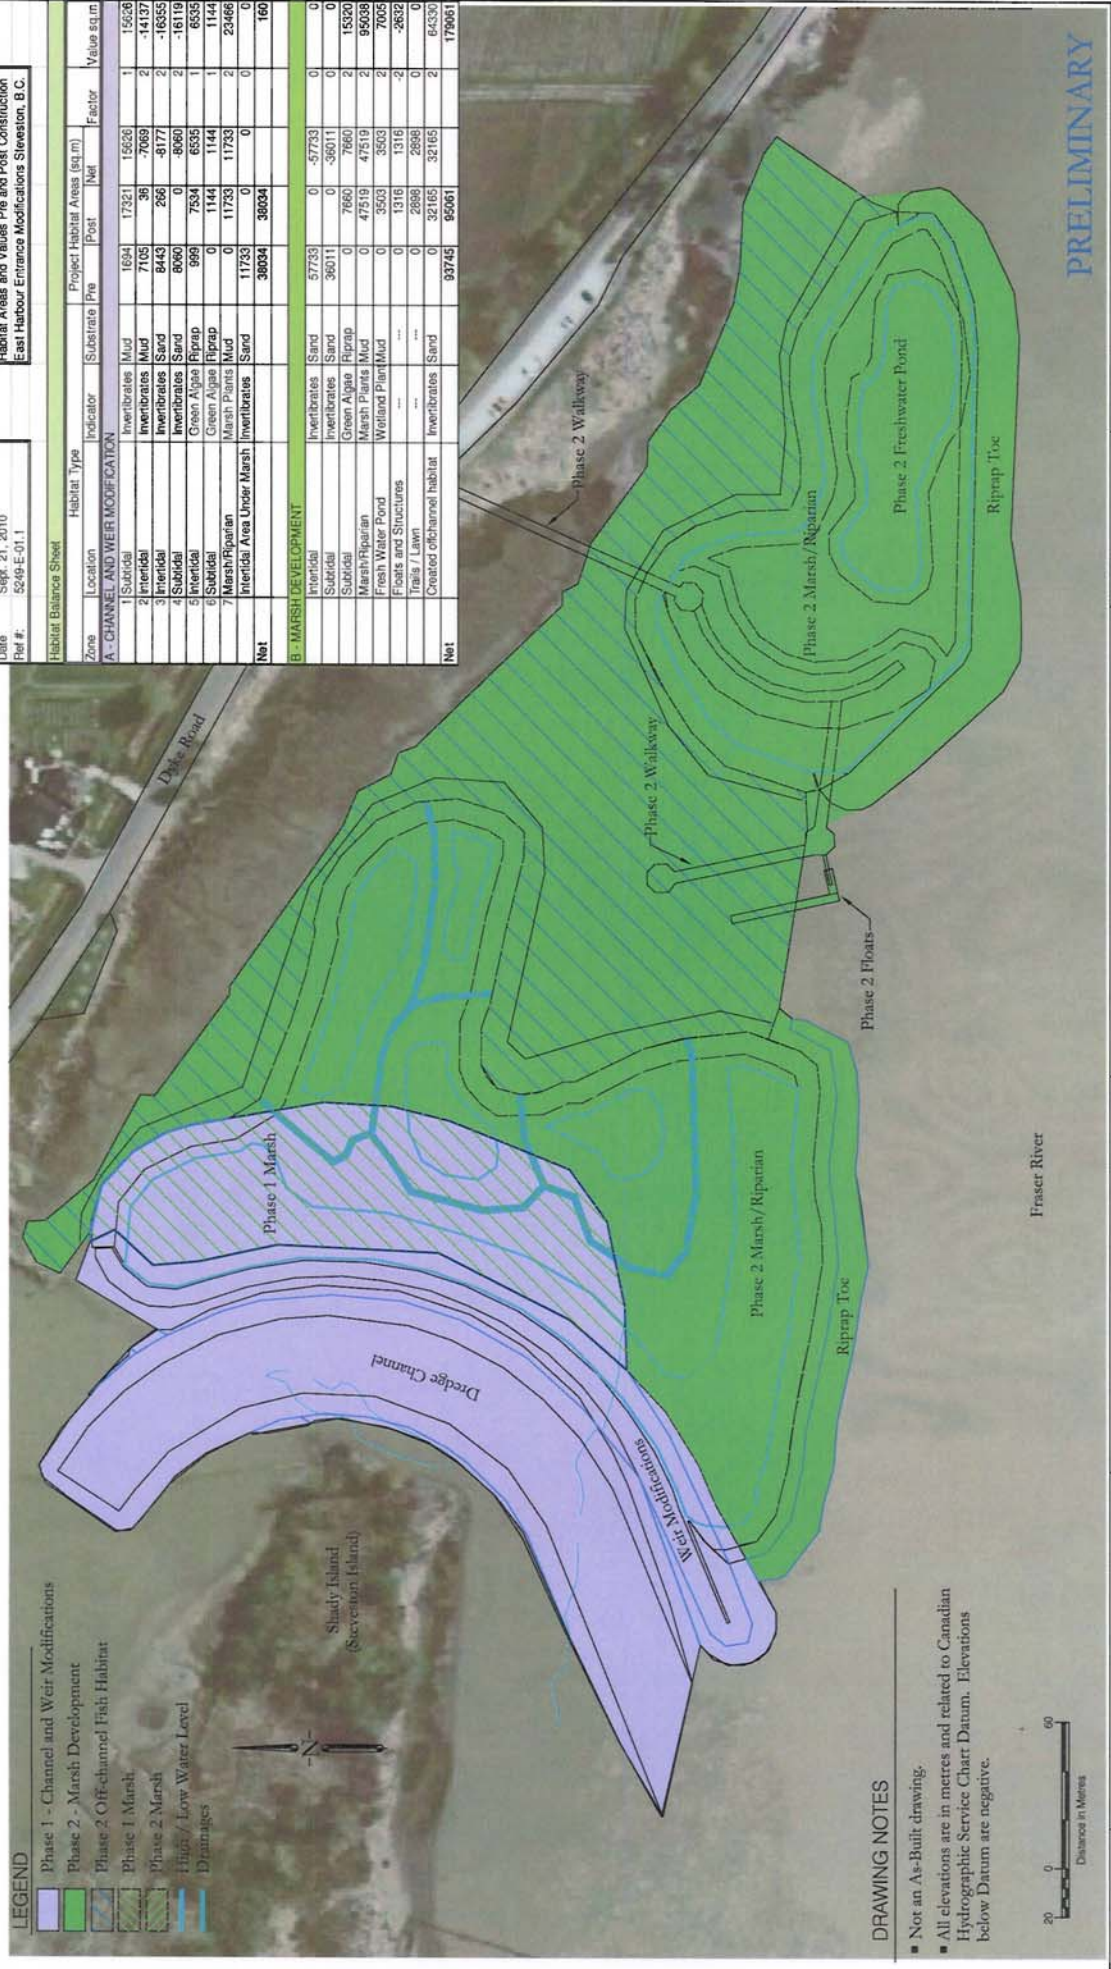 LEGEND
Phase 1 - Channel and Weir Modifications
Phase 2 - Marsh Development
Phase 2 Off-channel Fish Habitat
Phase 1 Marsh
Phase 2 Marsh
High / Low Water Level
Drainages
-N-
Shady Island
(Steveston Island)
Dredge Channel
Weir Modifications
Phase 1 Marsh
Dyke Road
Phase 2 Marsh/Riparian
Riprap Toe
Phase 2 Walkway
Phase 2 Floats
Phase 2 Walkway
Phase 2 Marsh/Riparian
Phase 2 Freshwater Pond
Riprap Toe
Fraser River
PRELIMINARY
DRAWING NOTES
Not an As-Built drawing.
All elevations are in metres and related to Canadian
Hydrographic Service Chart Datum. Elevations
below Datum are negative.
20 0 60
Distance in Metres
Date Sept. 21, 2010
Ref #: 5249-E-01.1
Habitat Areas and Values Pre and Post Construction
East Harbour Entrance Modifications Steveston, B.C.
Habitat Balance Sheet
Habitat Type Project Habitat Areas (sq.m)
Zone Location Indicator Substrate Pre Post Net Factor Value sq.m
A - CHANNEL AND WEIR MODIFICATION
1 Subtidal Invertibrates Mud 1694 17321 15626 1 15626
2 Intertidal Invertibrates Mud 7105 36 -7069 2 -14137
3 Intertidal Invertibrates Sand 8443 266 -8177 2 -16355
4 Subtidal Invertibrates Sand 8060 0 -8060 2 -16119
5 Intertidal Green Algae Riprap 999 7534 6535 1 6535
6 Subtidal Green Algae Riprap 0 1144 1144 1 1144
7 Marsh/Riparian Marsh Plants Mud 0 11733 11733 2 23466
Intertidal Area Under Marsh Invertibrates Sand 11733 0 0 0
Net 38034 38034 160
B - MARSH DEVELOPMENT
Intertidal Invertibrates Sand 57733 0 -57733 0 0
Subtidal Invertibrates Sand 36011 0 -36011 0 0
Subtidal Green Algae Riprap 0 7660 7660 2 15320
Marsh/Riparian Marsh Plants Mud 0 47519 47519 2 95038
Fresh Water Pond Wetland Plant Mud 0 3503 3503 2 7005
Floats and Structures --- --- 0 1316 1316 -2 -2632
Trails / Lawn --- --- 0 2898 2898 0 0
Created offchannel habitat Invertibrates Sand 0 32165 32165 2 64330
Net 93745 95061 179061